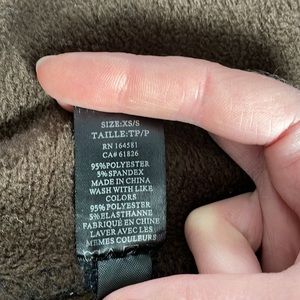 SIZE:XS/S
TAILLE:TP/P
RN 164581
CA# 61826
95%POLYESTER
5%SPANDEX
MADE IN CHINA
WASH WITH LIKE
COLORS
95%POLYESTER
5%ELASTHANNE
FABRIQUÉ EN CHINE
LAVER AVEC LES
MEMES COULEURS